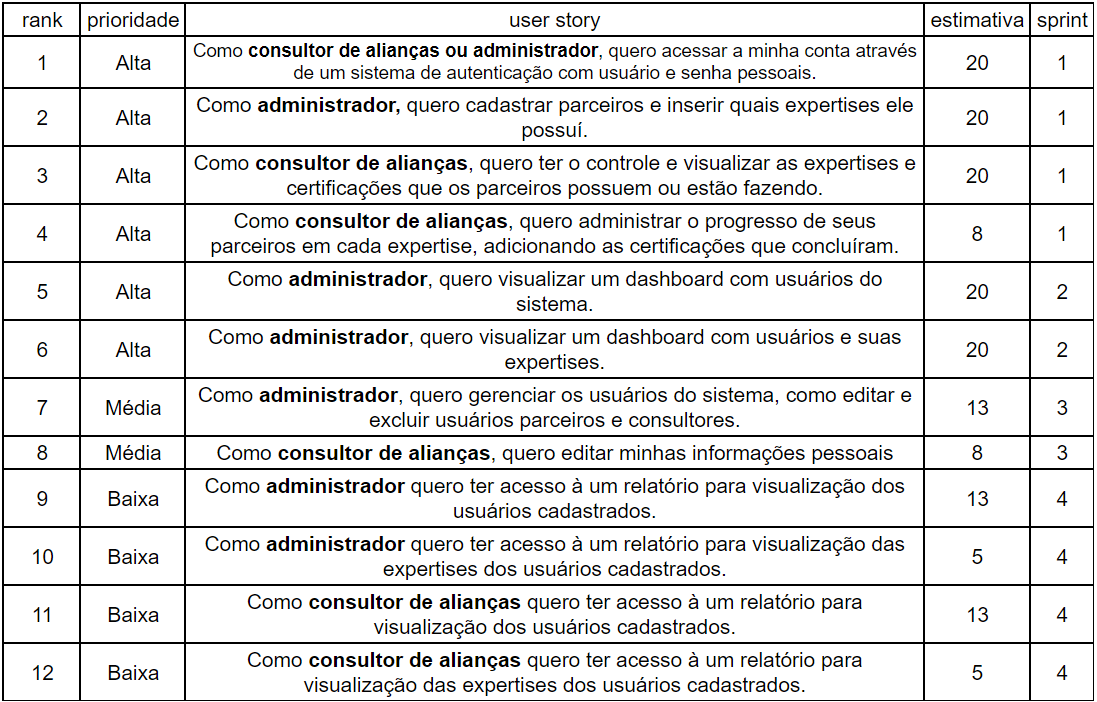 rank prioridade user story estimativa sprint
1 Alta Como consultor de alianças ou administrador, quero acessar a minha conta através
de um sistema de autenticação com usuário e senha pessoais. 20 1
2 Alta Como administrador, quero cadastrar parceiros e inserir quais expertises ele
possuí. 20 1
3 Alta Como consultor de alianças, quero ter o controle e visualizar as expertises e
certificações que os parceiros possuem ou estão fazendo. 20 1
4 Alta Como consultor de alianças, quero administrar o progresso de seus
parceiros em cada expertise, adicionando as certificações que concluíram. 8 1
5 Alta Como administrador, quero visualizar um dashboard com usuários do
sistema. 20 2
6 Alta Como administrador, quero visualizar um dashboard com usuários e suas
expertises. 20 2
7 Média Como administrador, quero gerenciar os usuários do sistema, como editar e
excluir usuários parceiros e consultores. 13 3
8 Média Como consultor de alianças, quero editar minhas informações pessoais 8 3
9 Baixa Como administrador quero ter acesso à um relatório para visualização dos
usuários cadastrados. 13 4
10 Baixa Como administrador quero ter acesso à um relatório para visualização das
expertises dos usuários cadastrados. 5 4
11 Baixa Como consultor de alianças quero ter acesso à um relatório para
visualização dos usuários cadastrados. 13 4
12 Baixa Como consultor de alianças quero ter acesso à um relatório para
visualização das expertises dos usuários cadastrados. 5 4